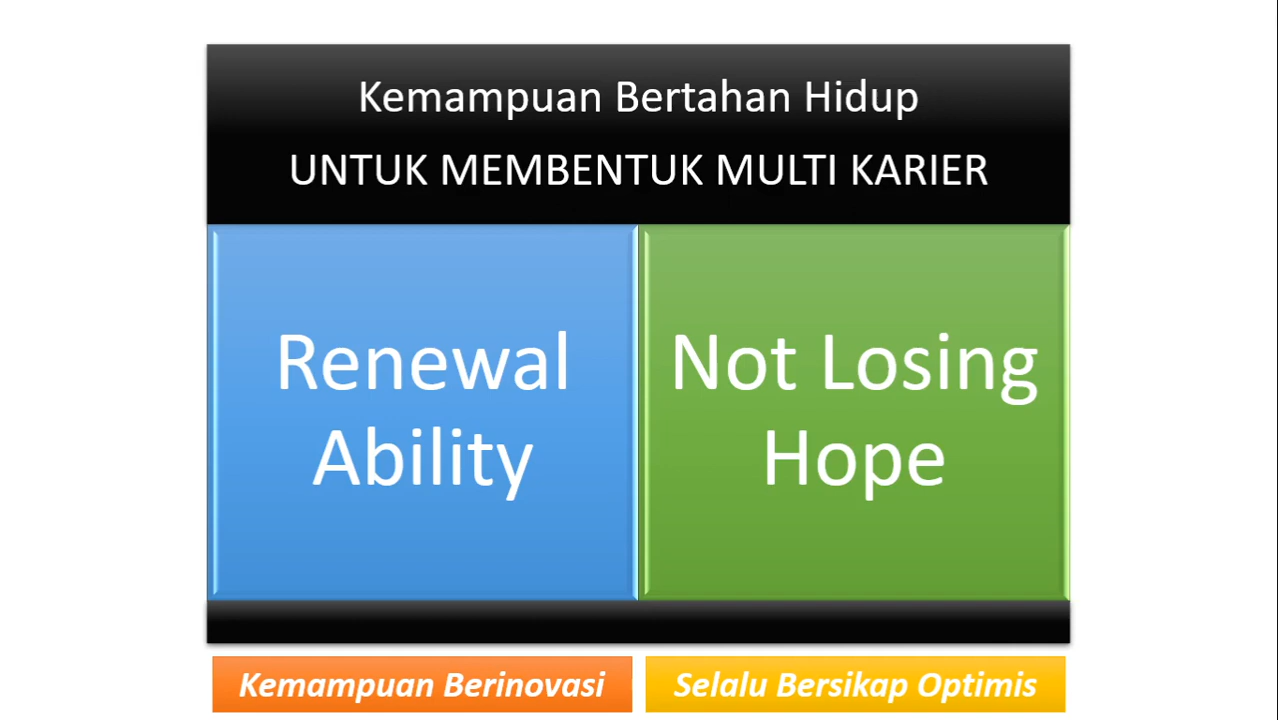 Kemampuan Bertahan Hidup
UNTUK MEMBENTUK MULTI KARIER
Renewal
Ability
Not Losing
Hope
Kemampuan Berinovasi
Selalu Bersikap Optimis